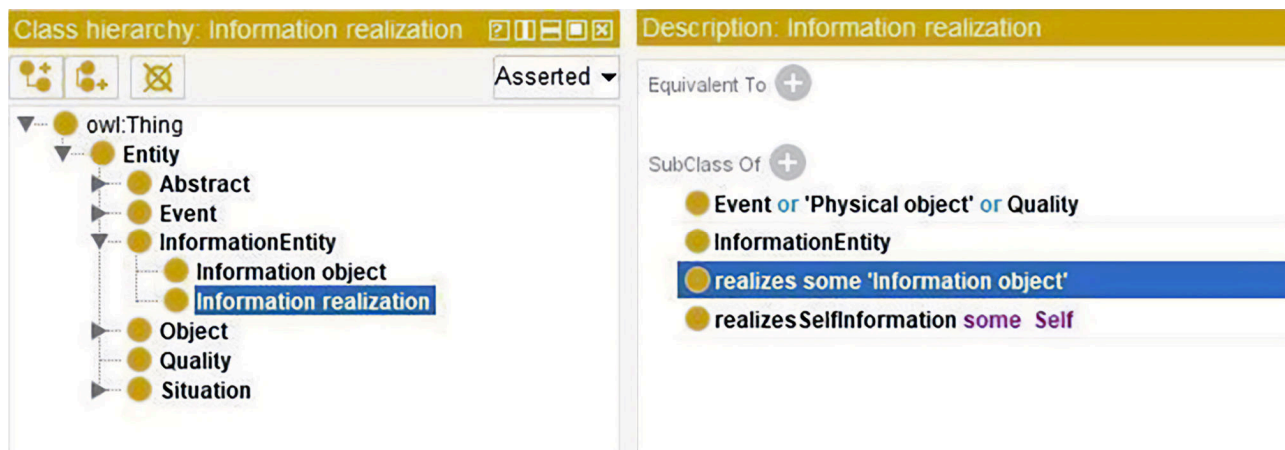 Class hierarchy: Information realization
Asserted
owl:Thing
Entity
Abstract
Event
InformationEntity
Information object
Information realization
Object
Quality
Situation
Description: Information realization
Equivalent To
SubClass Of
Event or 'Physical object' or Quality
InformationEntity
realizes some 'Information object'
realizesSelfInformation some Self